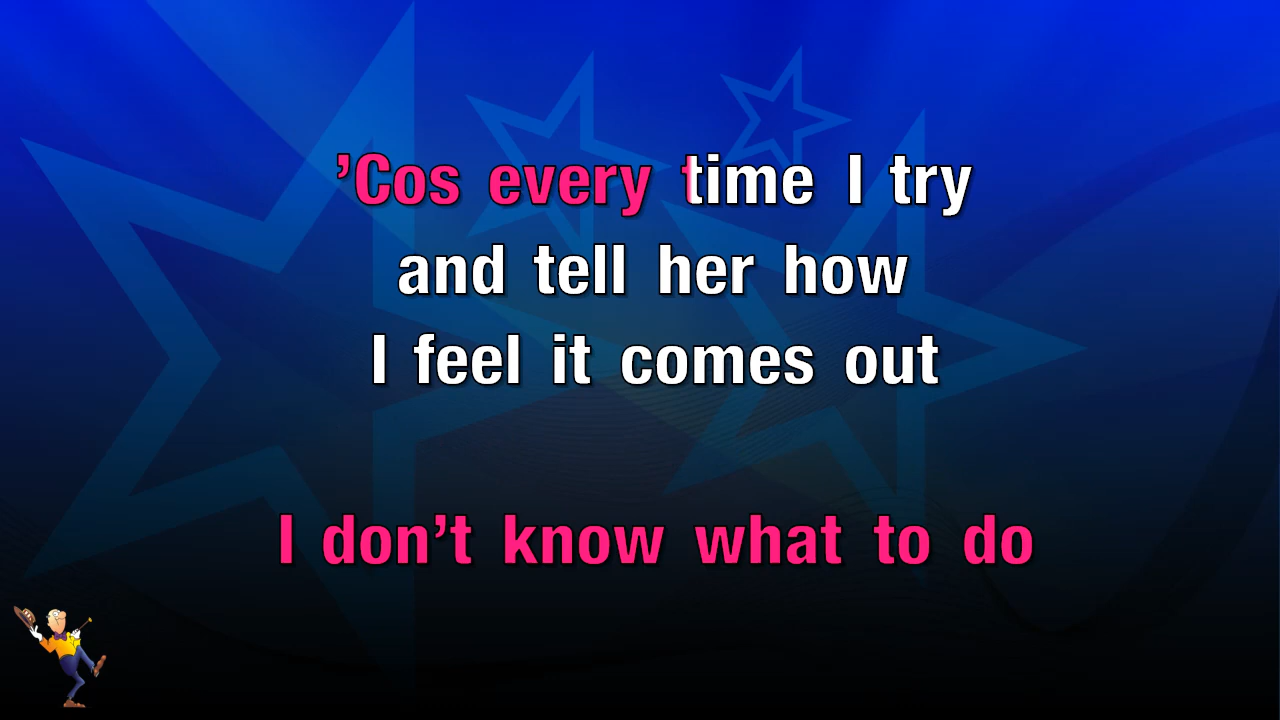 ’Cos every time I try
and tell her how
I feel it comes out
I don’t know what to do